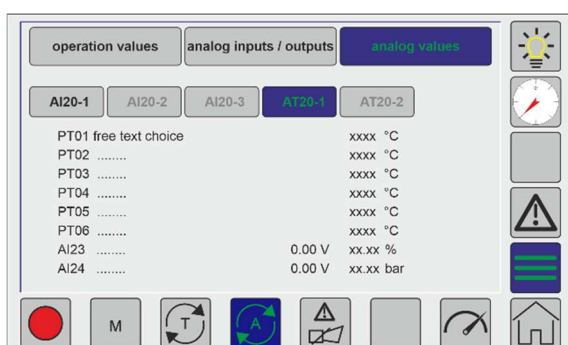 operation values analog inputs / outputs analog values
AI20-1 AI20-2 AI20-3 AT20-1 AT20-2
PT01 free text choice xxxx °C
PT02 ........ xxxx °C
PT03 ........ xxxx °C
PT04 ........ xxxx °C
PT05 ........ xxxx °C
PT06 ........ xxxx °C
AI23 ........ 0.00 V xx.xx %
AI24 ........ 0.00 V xx.xx bar
M T A